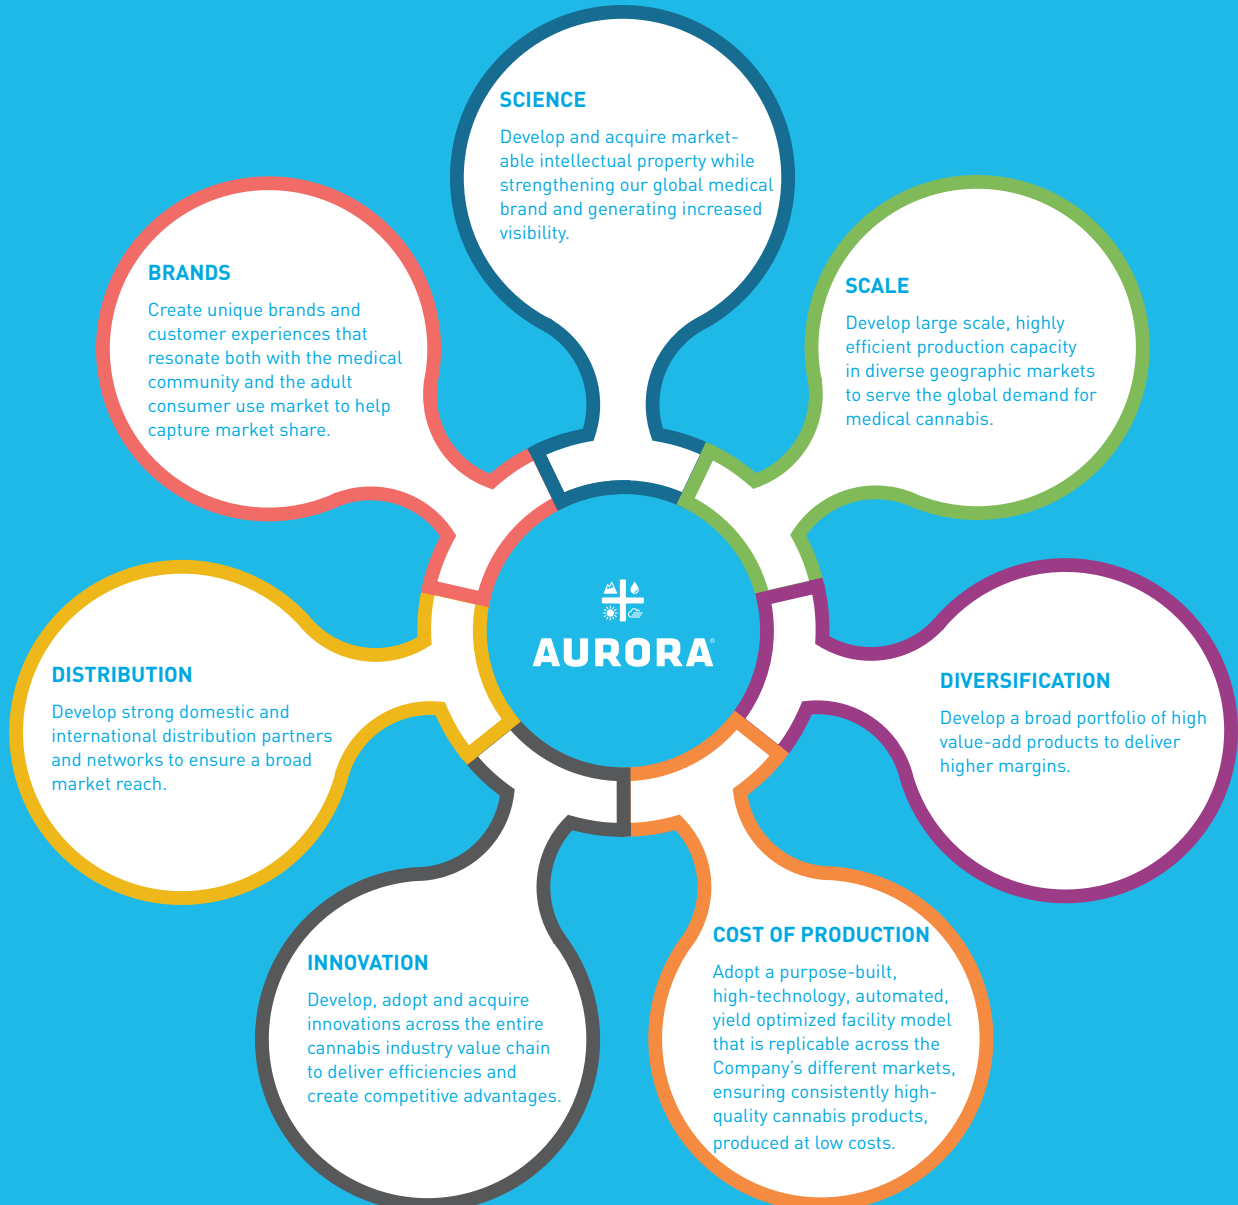 SCIENCE
Develop and acquire market-
able intellectual property while
strengthening our global medical
brand and generating increased
visibility.
BRANDS
Create unique brands and
customer experiences that
resonate both with the medical
community and the adult
consumer use market to help
capture market share.
SCALE
Develop large scale, highly
efficient production capacity
in diverse geographic markets
to serve the global demand for
medical cannabis.
AURORA®
DISTRIBUTION
Develop strong domestic and
international distribution partners
and networks to ensure a broad
market reach.
DIVERSIFICATION
Develop a broad portfolio of high
value-add products to deliver
higher margins.
INNOVATION
Develop, adopt and acquire
innovations across the entire
cannabis industry value chain
to deliver efficiencies and
create competitive advantages.
COST OF PRODUCTION
Adopt a purpose-built,
high-technology, automated,
yield optimized facility model
that is replicable across the
Company's different markets,
ensuring consistently high-
quality cannabis products,
produced at low costs.